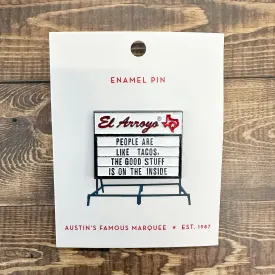 ENAMEL PIN
El Arroyo®
PEOPLE ARE
LIKE TACOS.
THE GOOD STUFF
IS ON THE INSIDE
AUSTIN'S FAMOUS MARQUEE ★ EST. 1987